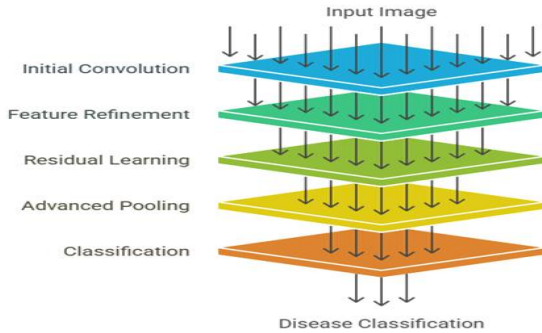 Input Image
Initial Convolution
Feature Refinement
Residual Learning
Advanced Pooling
Classification
Disease Classification